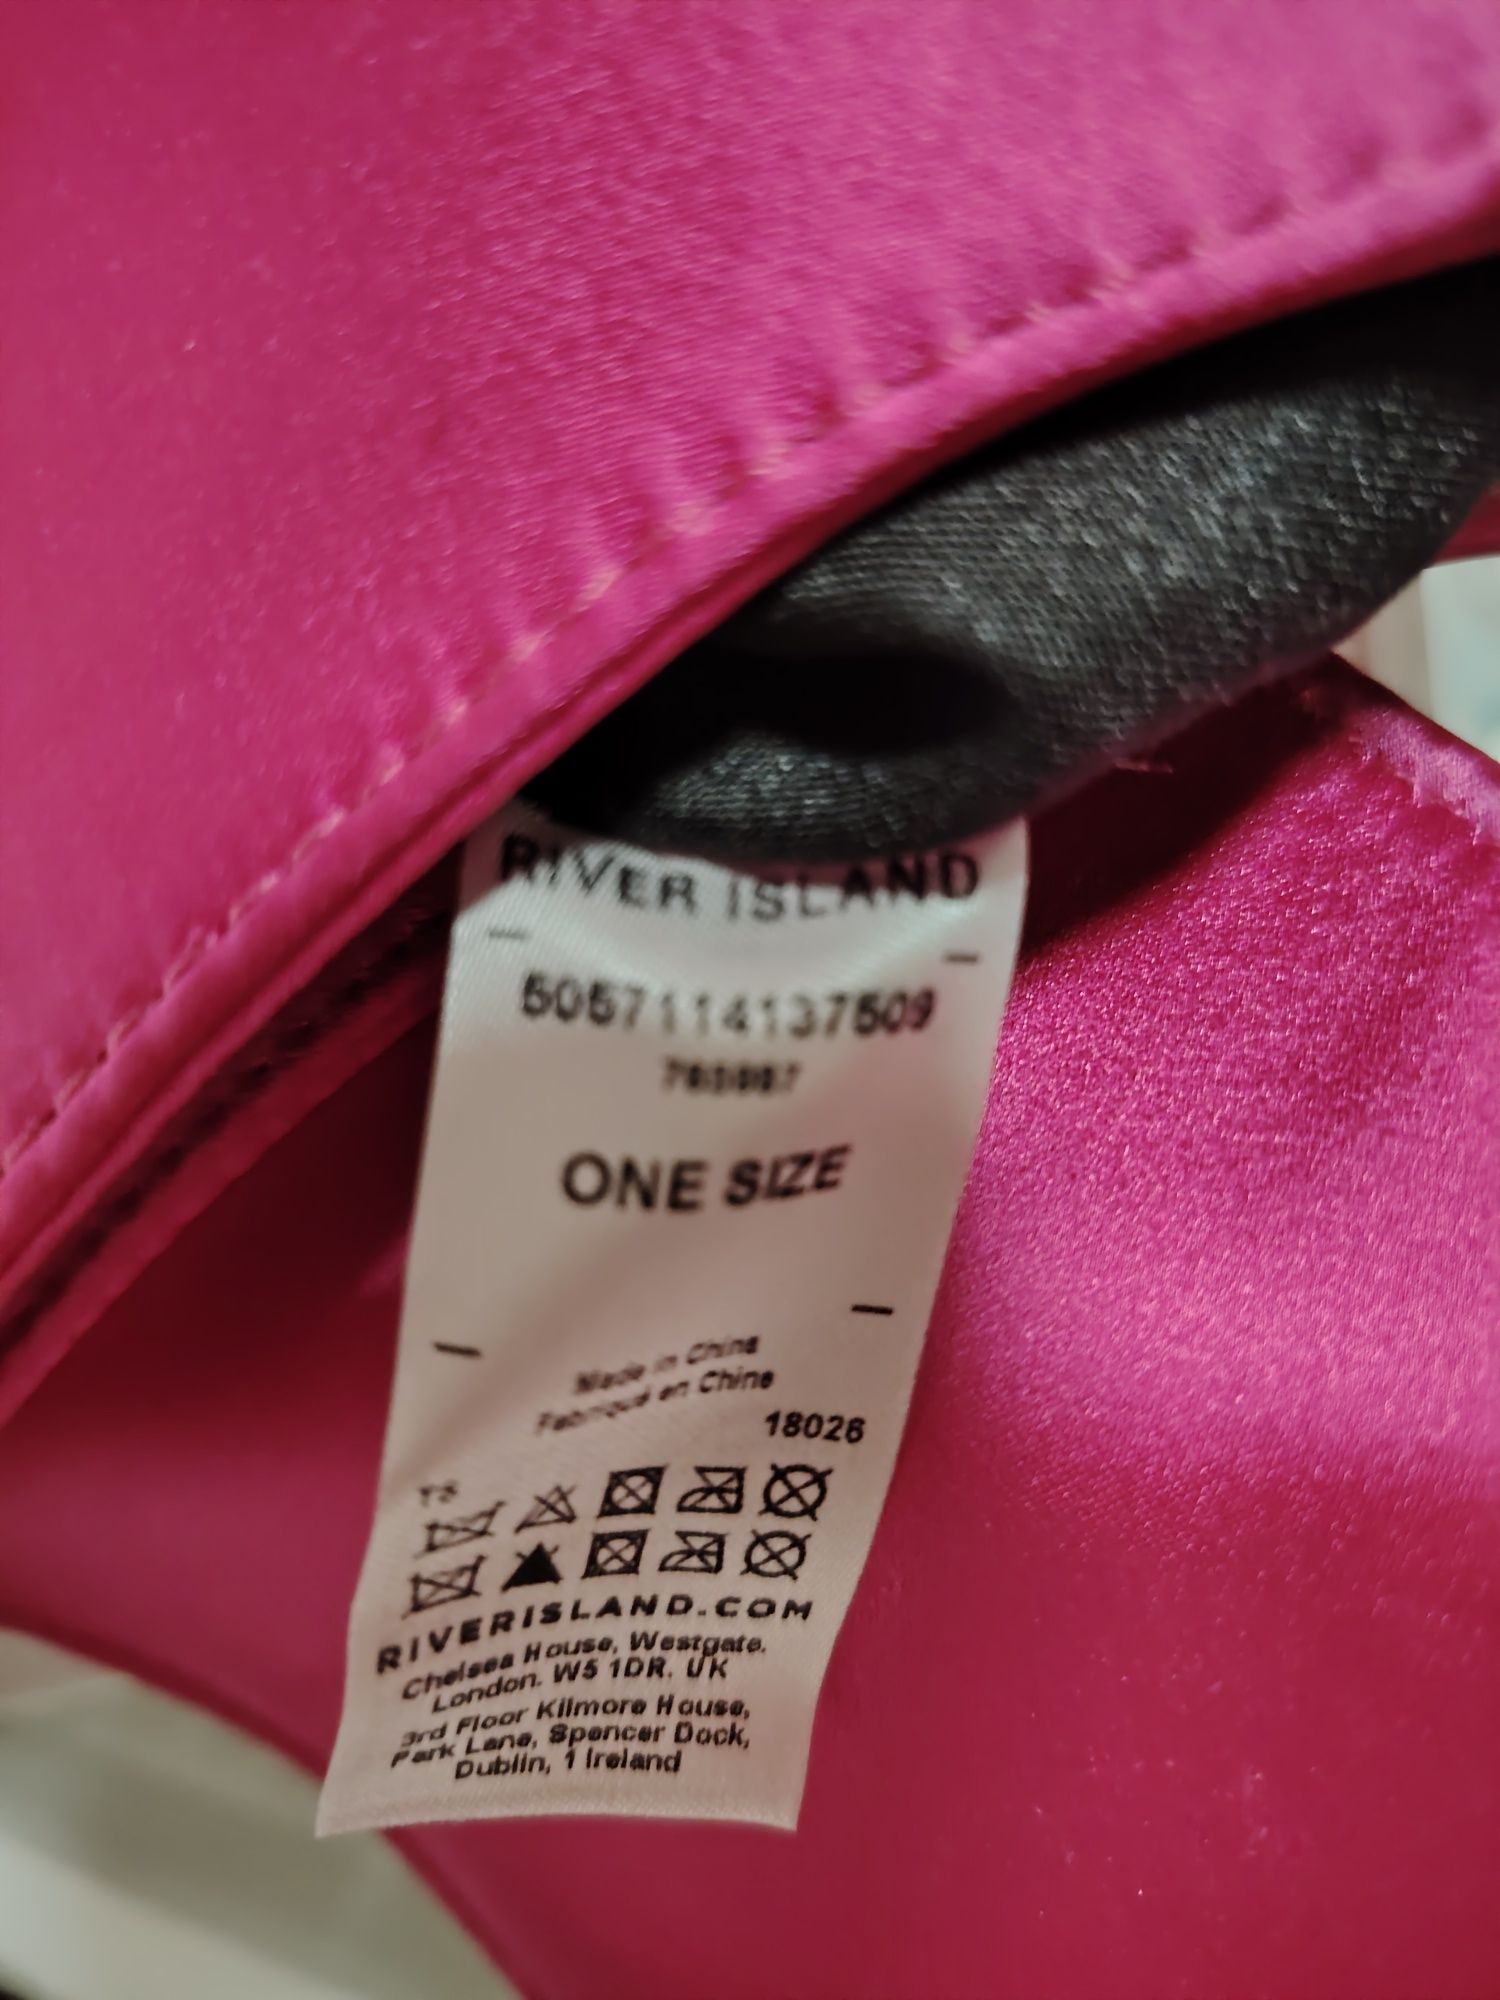 RIVER ISLAND
5057114137509
ONE SIZE
Made in China
Fabriqué en Chine
18026
TS
RIVERISLAND.COM
Chelsea House, Westgate.
London. W5 1DR. UK
3rd Floor Kilmore House,
Park Lane, Spencer Dock,
Dublin, 1 Ireland